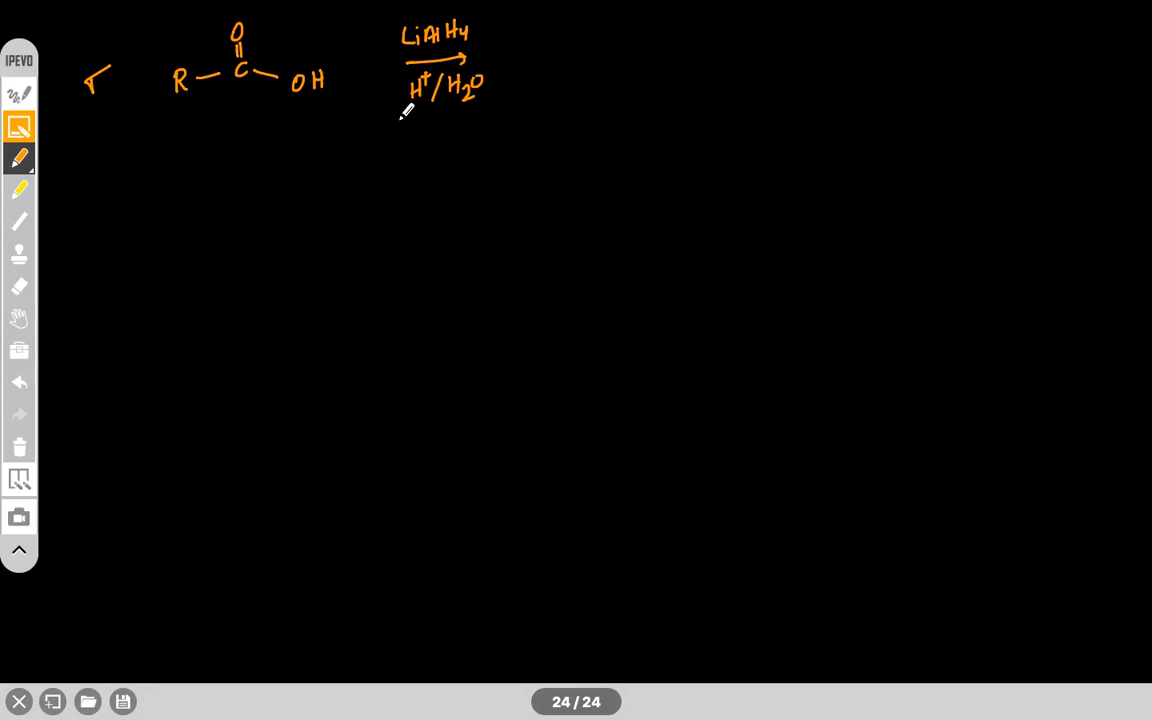 IPEVO
O
||
R — C — OH
LiAlH4
→
H+/H2O
24 / 24